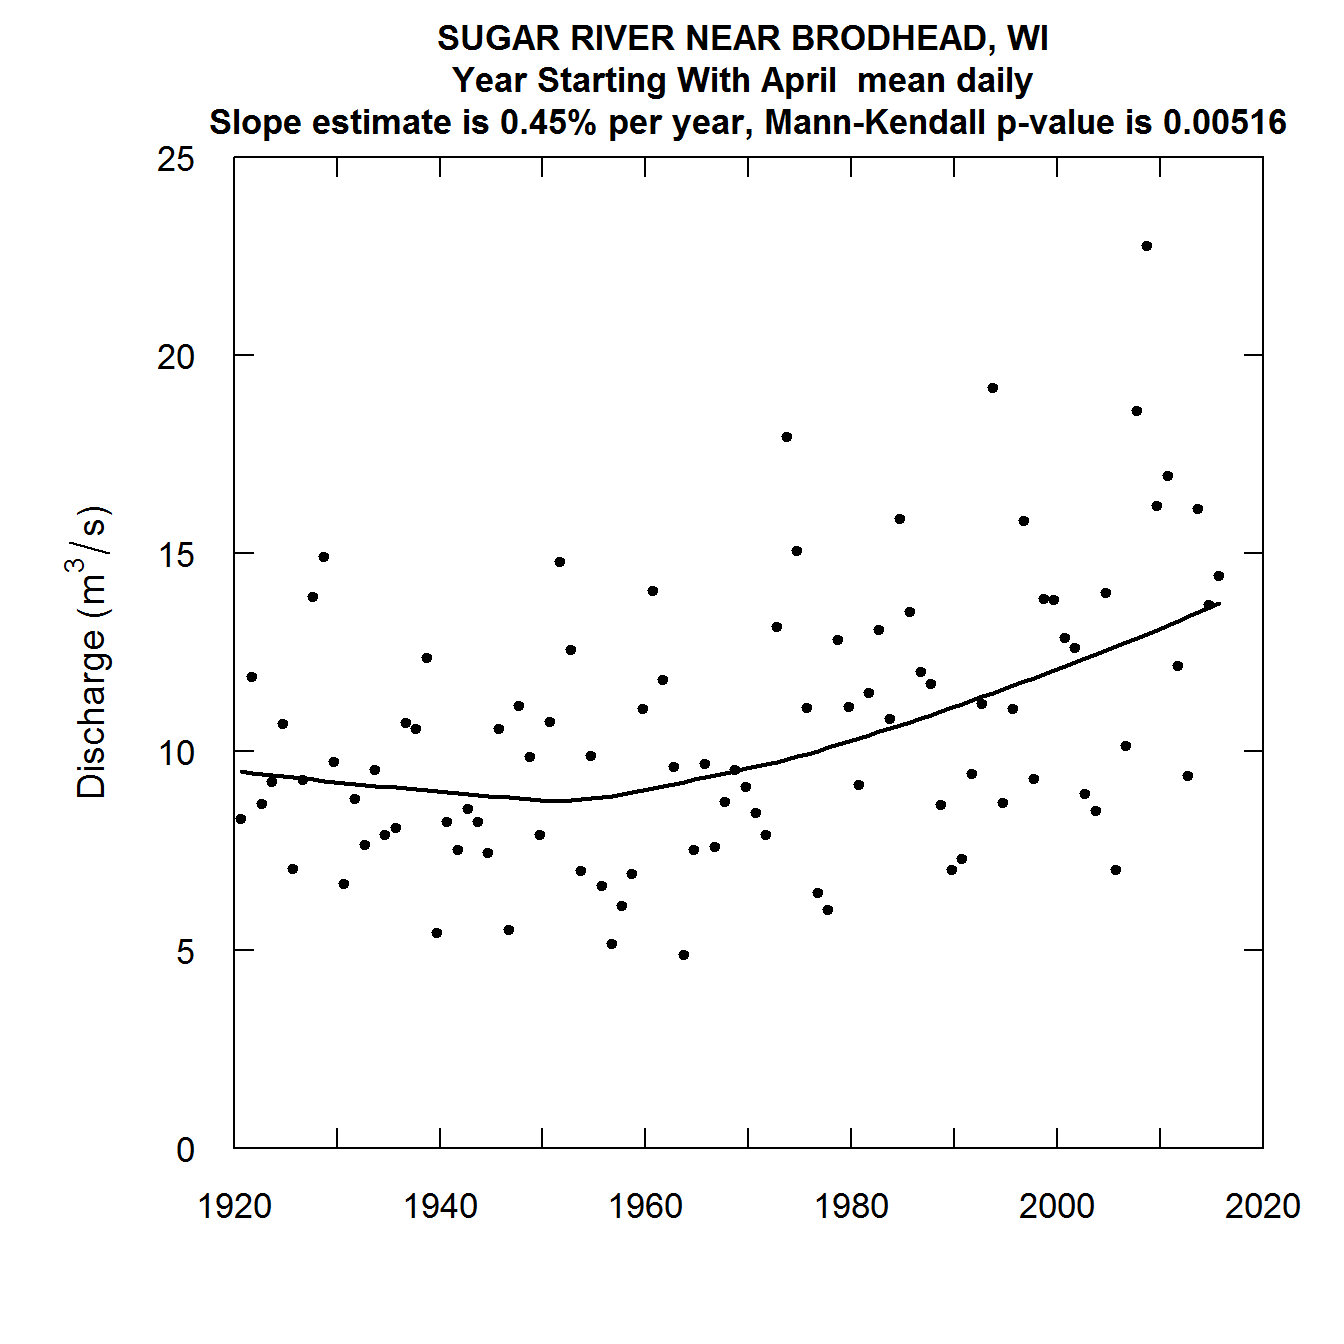 SUGAR RIVER NEAR BRODHEAD, WI
Year Starting With April  mean daily
Slope estimate is 0.45% per year, Mann-Kendall p-value is 0.00516
25
20
15
10
5
0
Discharge (m³/s)
1920 1940 1960 1980 2000 2020